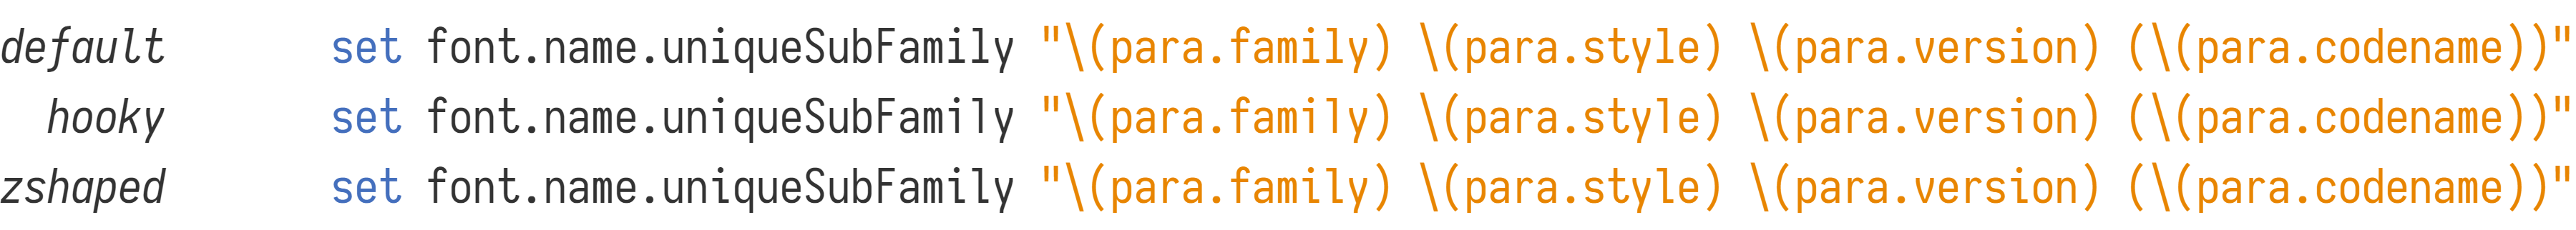 default set font.name.uniqueSubFamily "\(para.family) \(para.style) \(para.version) (\(para.codename))"
hooky set font.name.uniqueSubFamily "\(para.family) \(para.style) \(para.version) (\(para.codename))"
zshaped set font.name.uniqueSubFamily "\(para.family) \(para.style) \(para.version) (\(para.codename))"